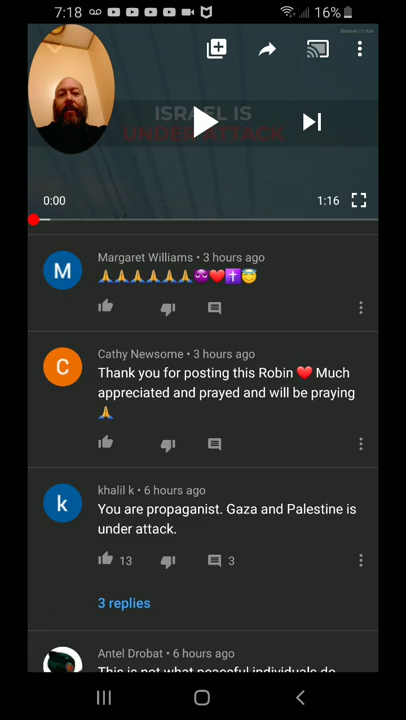 7:18
16%
ISRAEL IS
UNDER ATTACK
0:00
1:16
M
Margaret Williams • 3 hours ago
🙏🙏🙏🙏🙏🙏😈❤️✝️😇
C
Cathy Newsome • 3 hours ago
Thank you for posting this Robin ❤️ Much
appreciated and prayed and will be praying
🙏
k
khalil k • 6 hours ago
You are propaganist. Gaza and Palestine is
under attack.
13
3
3 replies
Antel Drobat • 6 hours ago
This is not what peaceful individuals do